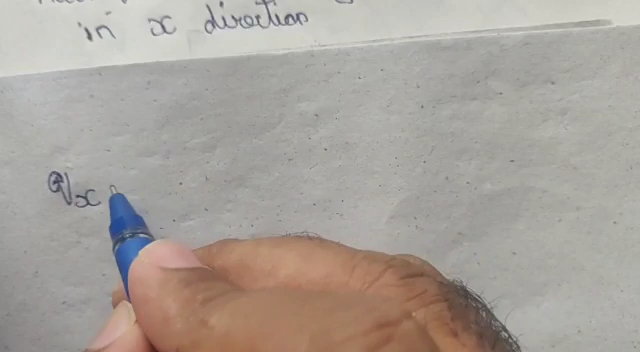 in x direction
qx